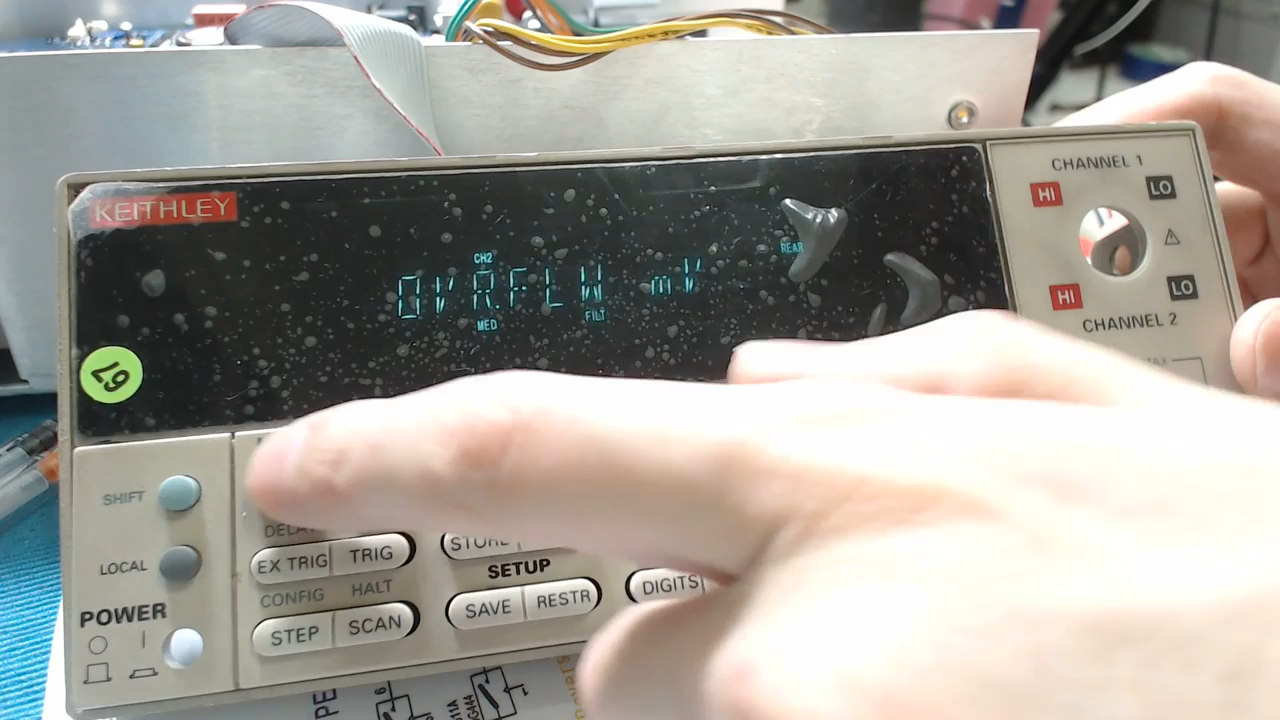 KEITHLEY
CH2
REAR
OVRFLW mV
MED FILT
67
CHANNEL 1
HI LO
HI LO
CHANNEL 2
SHIFT
LOCAL
POWER
EX TRIG TRIG
STORE
CONFIG HALT
SETUP
STEP SCAN
SAVE RESTR
DIGITS